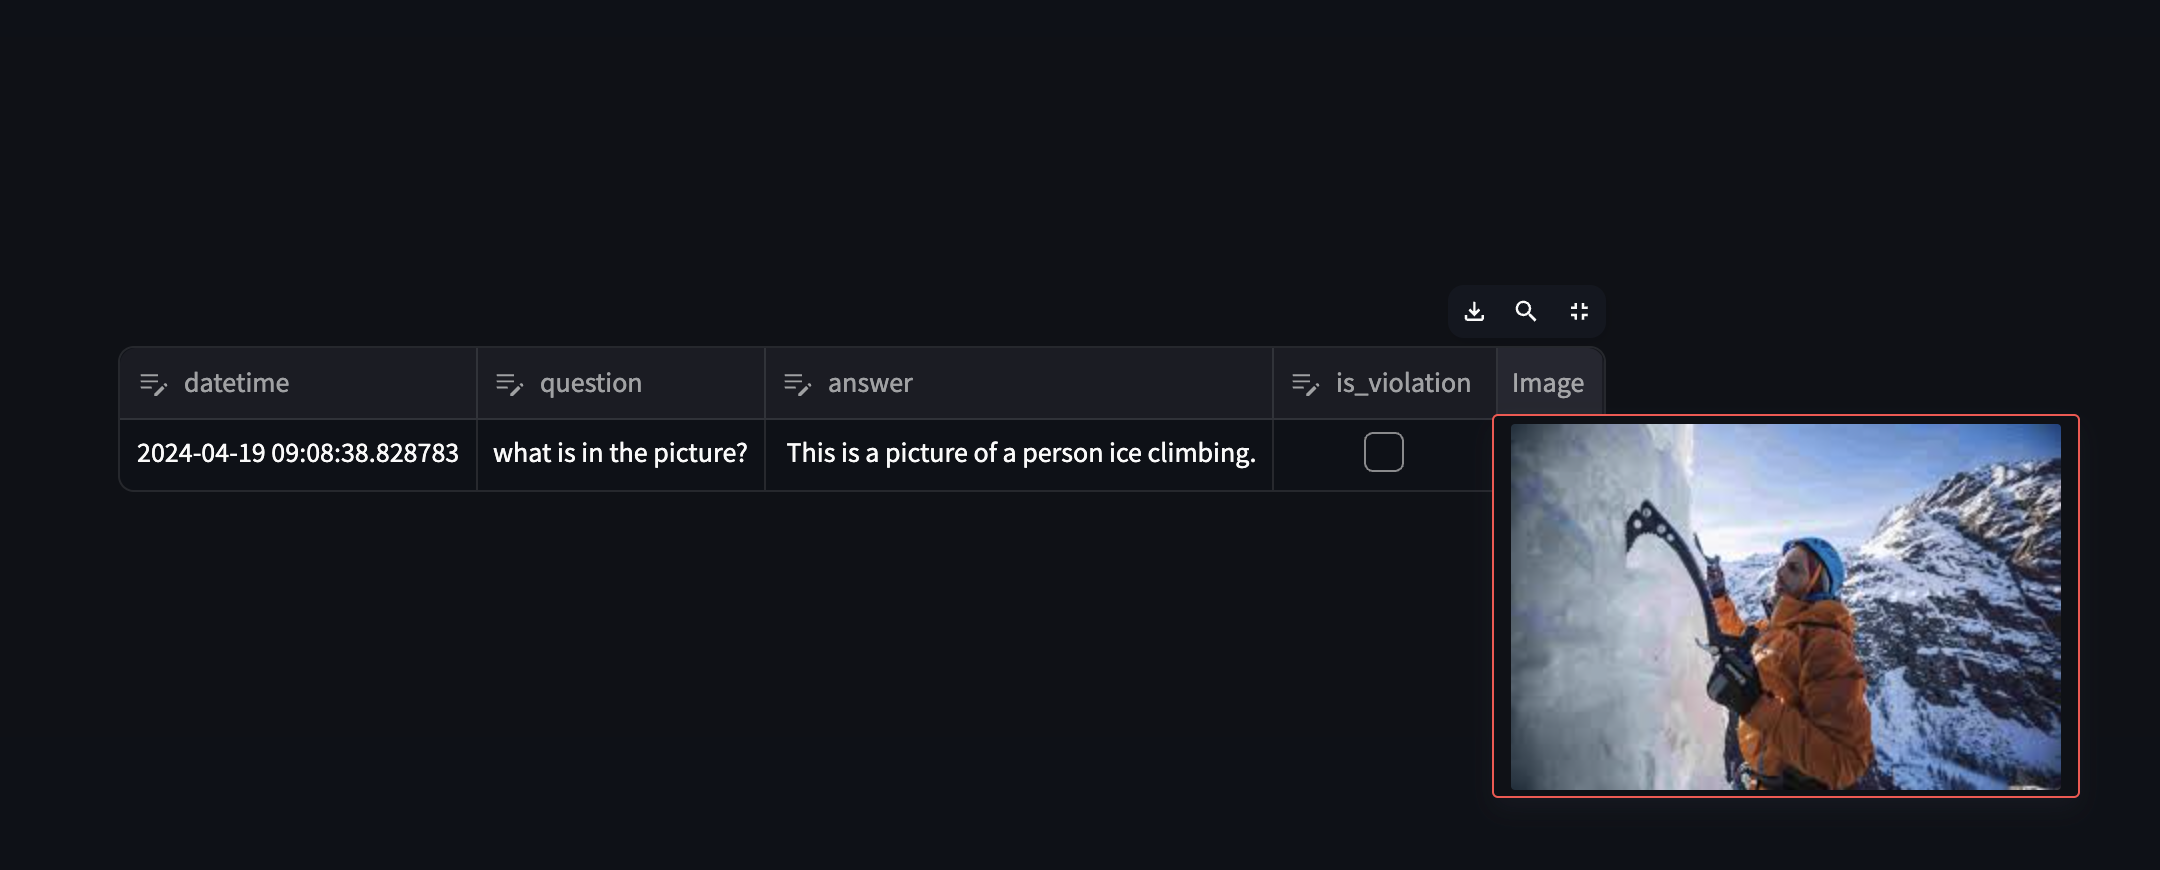 datetime question answer is_violation Image
2024-04-19 09:08:38.828783 what is in the picture? This is a picture of a person ice climbing.